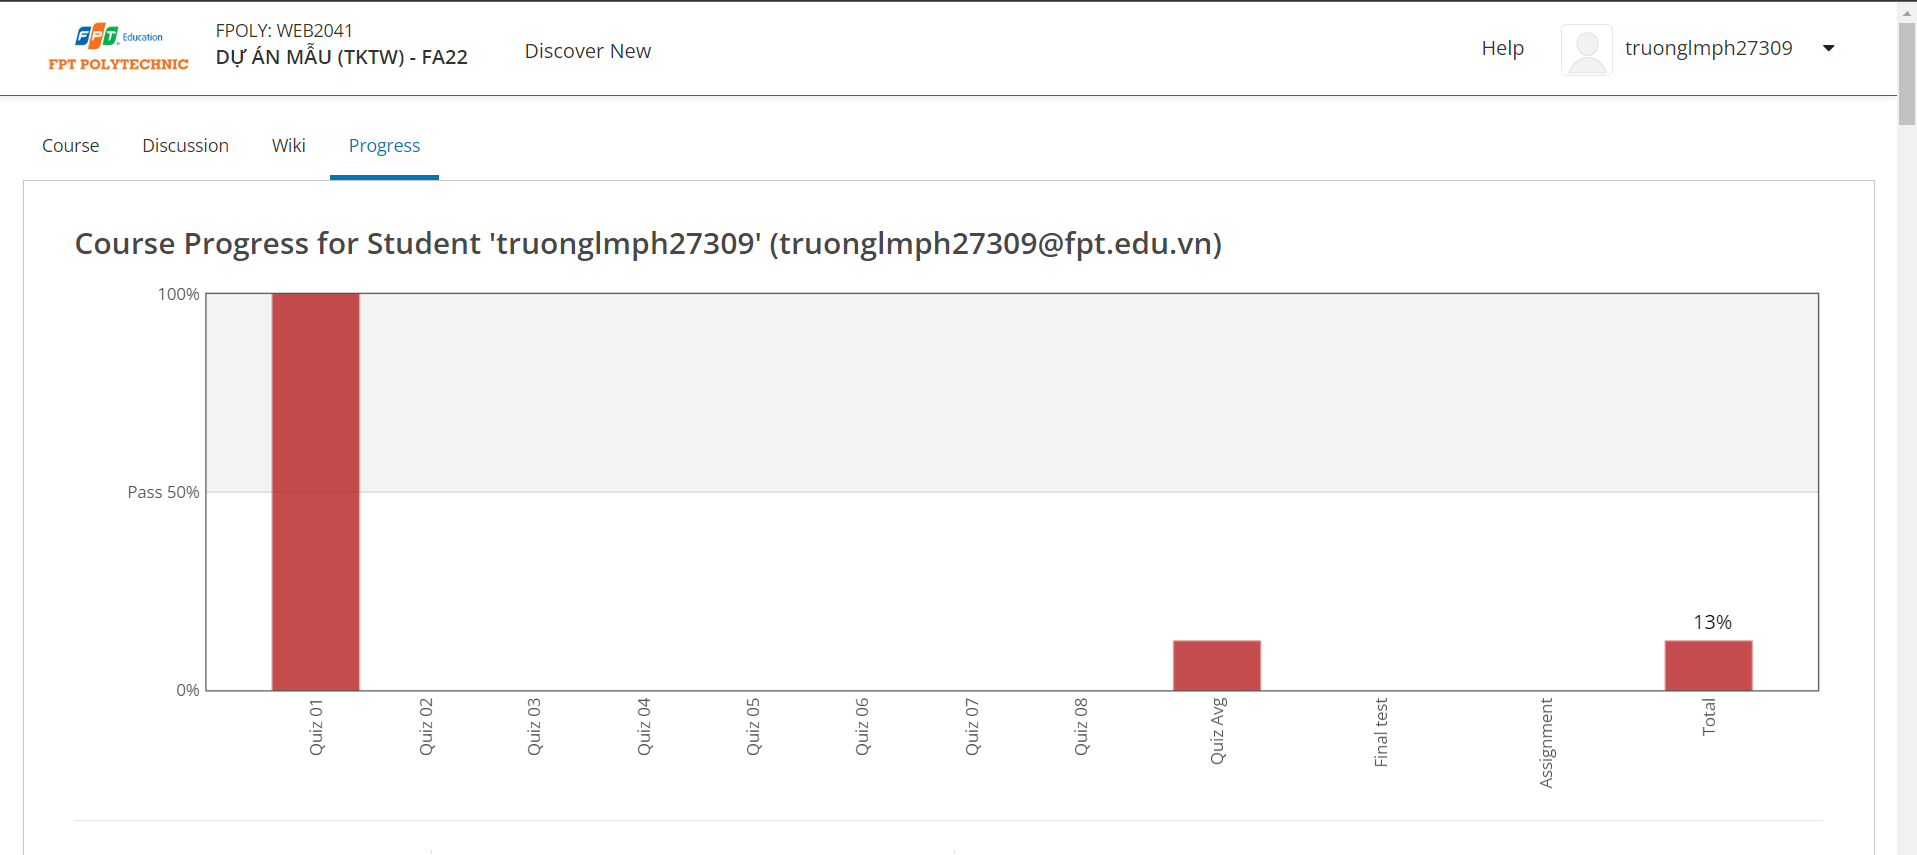 FPT. Education
FPT POLYTECHNIC
FPOLY: WEB2041
DỰ ÁN MẪU (TKTW) - FA22
Discover New
Help
truonglmph27309
Course
Discussion
Wiki
Progress
Course Progress for Student 'truonglmph27309' (truonglmph27309@fpt.edu.vn)
100%
Pass 50%
0%
13%
Quiz 01
Quiz 02
Quiz 03
Quiz 04
Quiz 05
Quiz 06
Quiz 07
Quiz 08
Quiz Avg
Final test
Assignment
Total